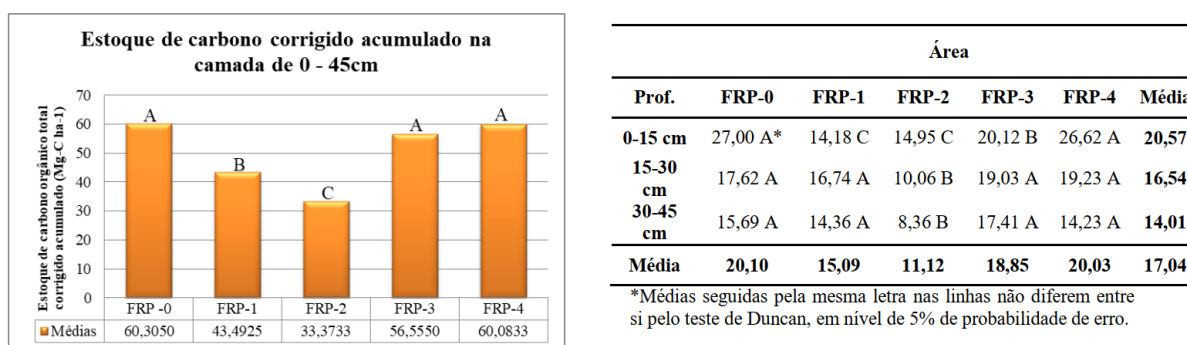 Estoque de carbono corrigido acumulado na
camada de 0 - 45cm
Estoque de carbono orgânico total
corrigido acumulado (Mg-C ha -1)
70
60
50
40
30
20
10
0
A
B
C
A
A
FRP -0 FRP-1 FRP-2 FRP-3 FRP-4
Médias 60,3050 43,4925 33,3733 56,5550 60,0833
Área
Prof. FRP-0 FRP-1 FRP-2 FRP-3 FRP-4 Média
0-15 cm 27,00 A* 14,18 C 14,95 C 20,12 B 26,62 A 20,57
15-30
cm 17,62 A 16,74 A 10,06 B 19,03 A 19,23 A 16,54
30-45
cm 15,69 A 14,36 A 8,36 B 17,41 A 14,23 A 14,01
Média 20,10 15,09 11,12 18,85 20,03 17,04
*Médias seguidas pela mesma letra nas linhas não diferem entre
si pelo teste de Duncan, em nível de 5% de probabilidade de erro.